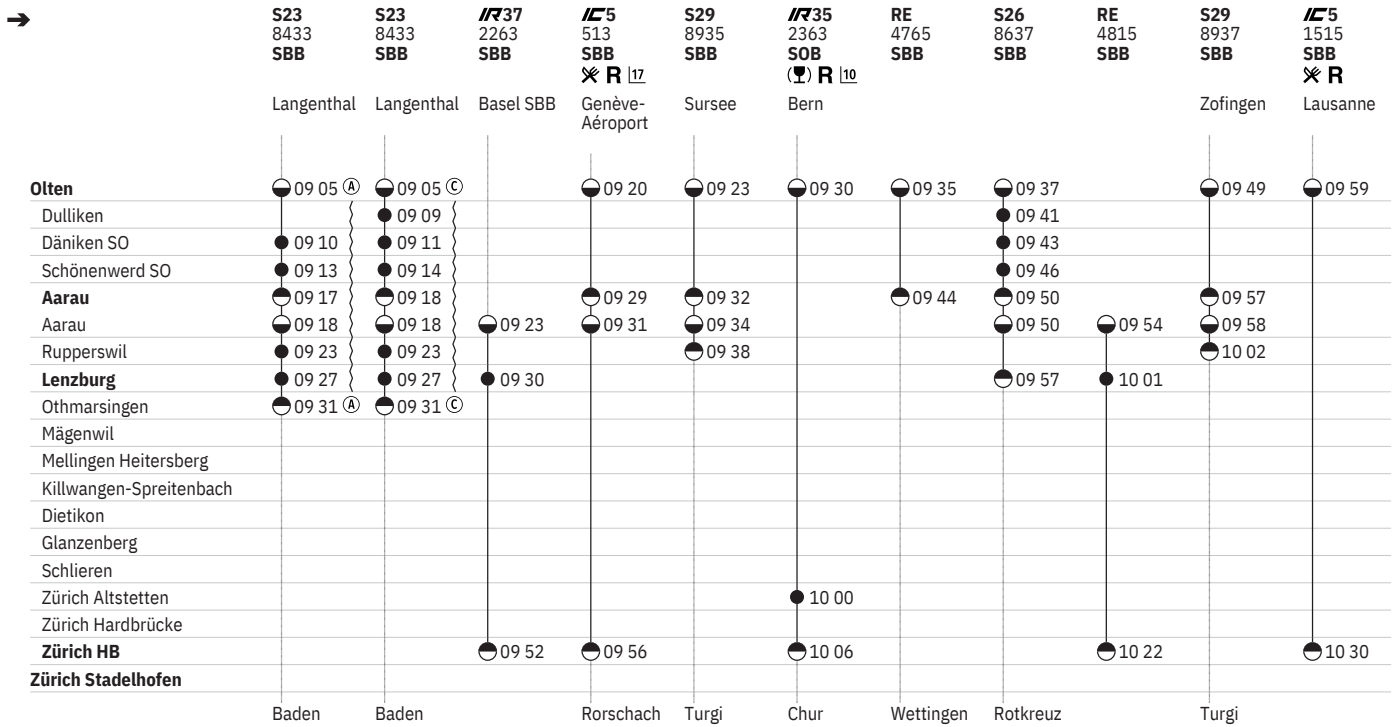 ➔ S23 S23 IR37 IC5 S29 IR35 RE S26 RE S29 IC5
8433 8433 2263 513 8935 2363 4765 8637 4815 8937 1515
SBB SBB SBB SBB SBB SOB SBB SBB SBB SBB SBB
R 17 R 10 R
Langenthal Langenthal Basel SBB Genève- Sursee Bern Zofingen Lausanne
Aéroport
Olten 09 05 Ⓐ 09 05 Ⓒ 09 20 09 23 09 30 09 35 09 37 09 49 09 59
Dulliken 09 09 09 41
Däniken SO 09 10 09 11 09 43
Schönenwerd SO 09 13 09 14 09 46
Aarau 09 17 09 18 09 29 09 32 09 44 09 50 09 57
Aarau 09 18 09 18 09 23 09 31 09 34 09 50 09 54 09 58
Rupperswil 09 23 09 23 09 38 10 02
Lenzburg 09 27 09 27 09 30 09 57 10 01
Othmarsingen 09 31 Ⓐ 09 31 Ⓒ
Mägenwil
Mellingen Heitersberg
Killwangen-Spreitenbach
Dietikon
Glanzenberg
Schlieren
Zürich Altstetten 10 00
Zürich Hardbrücke
Zürich HB 09 52 09 56 10 06 10 22 10 30
Zürich Stadelhofen
Baden Baden Rorschach Turgi Chur Wettingen Rotkreuz Turgi